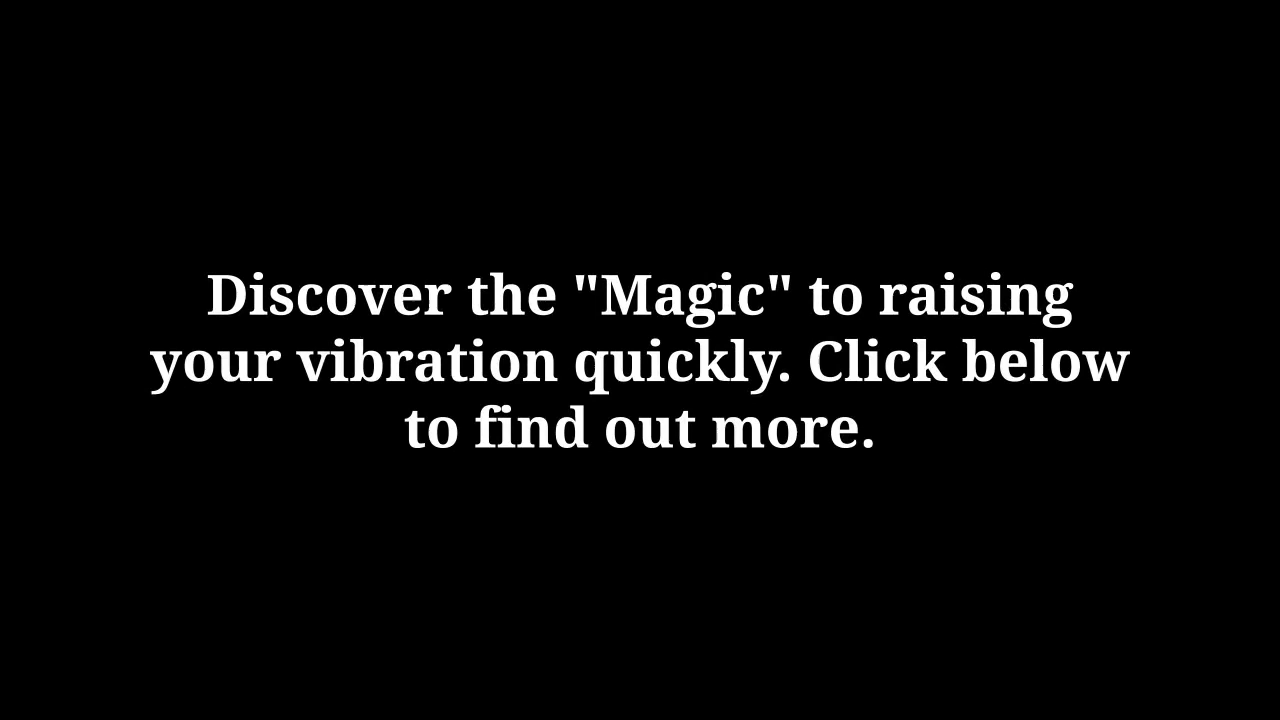 Discover the "Magic" to raising
your vibration quickly. Click below
to find out more.